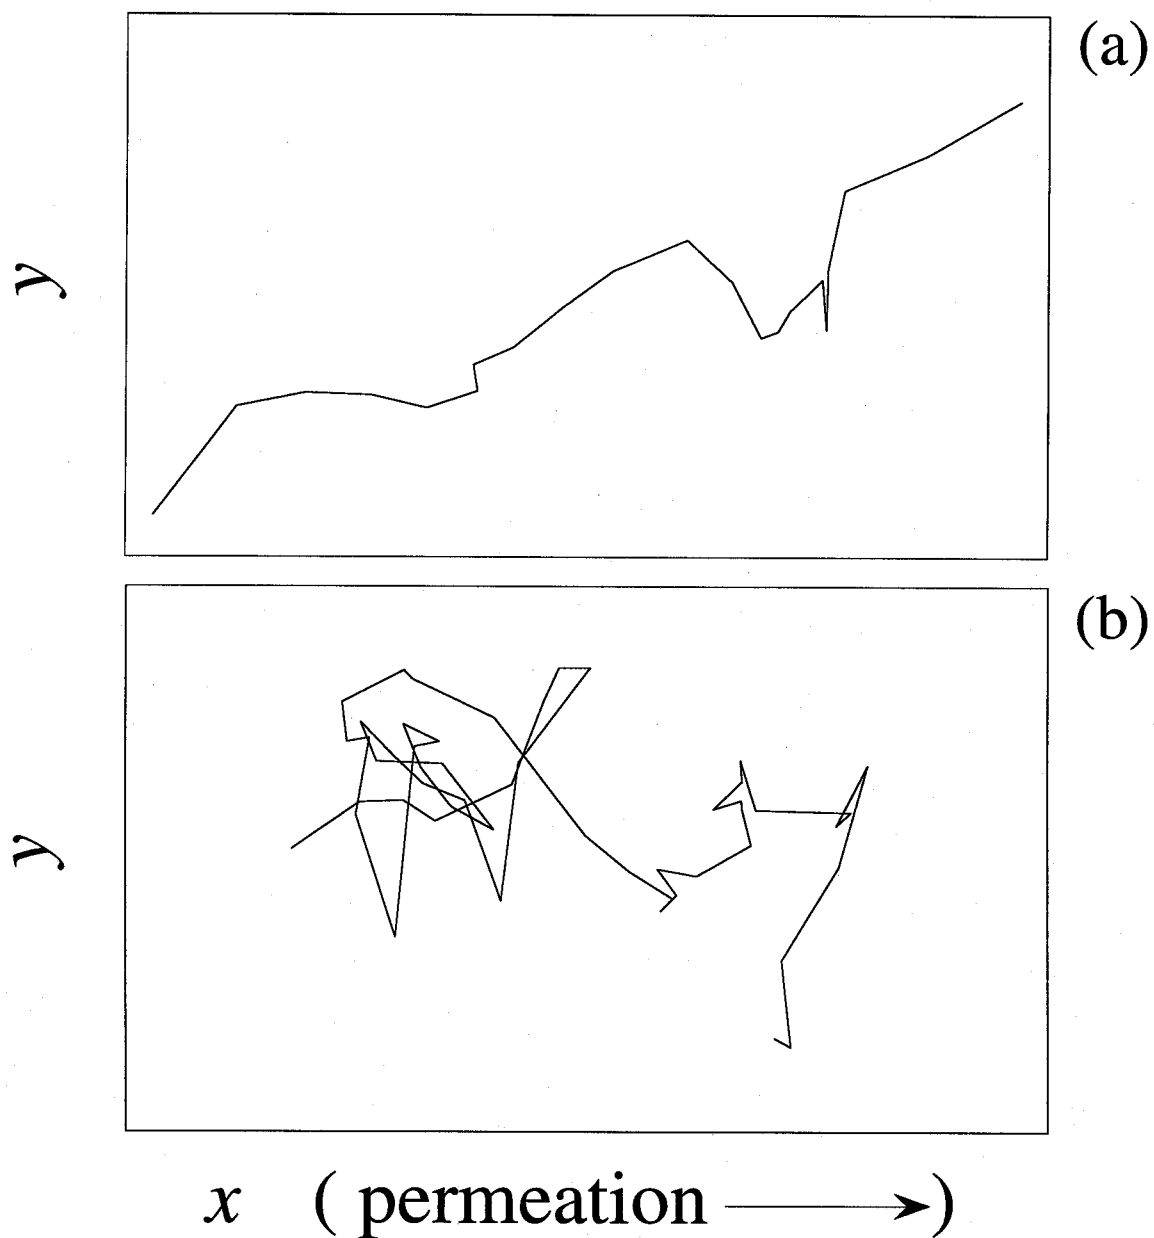 (a)
y
(b)
y
x ( permeation ⟶ )